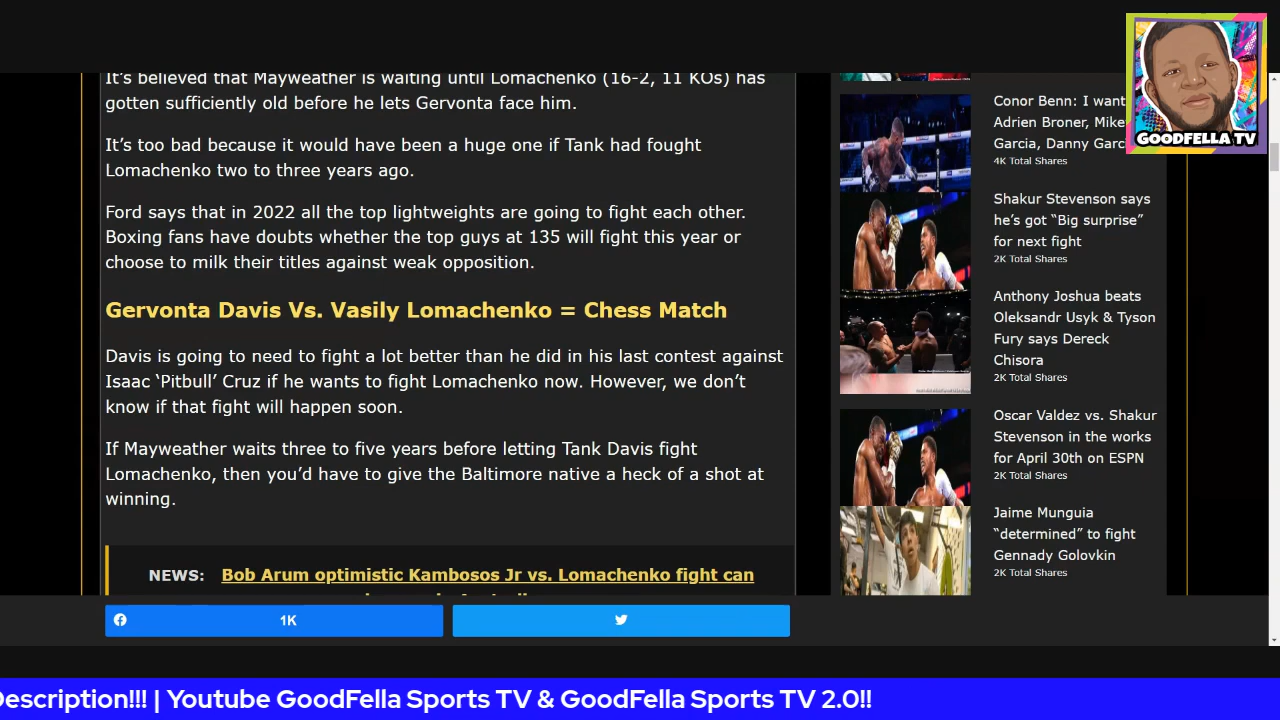 It's believed that Mayweather is waiting until Lomachenko (16-2, 11 KOs) has
gotten sufficiently old before he lets Gervonta face him.
It's too bad because it would have been a huge one if Tank had fought
Lomachenko two to three years ago.
Ford says that in 2022 all the top lightweights are going to fight each other.
Boxing fans have doubts whether the top guys at 135 will fight this year or
choose to milk their titles against weak opposition.
Gervonta Davis Vs. Vasily Lomachenko = Chess Match
Davis is going to need to fight a lot better than he did in his last contest against
Isaac ‘Pitbull’ Cruz if he wants to fight Lomachenko now. However, we don’t
know if that fight will happen soon.
If Mayweather waits three to five years before letting Tank Davis fight
Lomachenko, then you’d have to give the Baltimore native a heck of a shot at
winning.
NEWS: Bob Arum optimistic Kambosos Jr vs. Lomachenko fight can
1K
Conor Benn: I want
Adrien Broner, Mike
Garcia, Danny Garc
4K Total Shares
Shakur Stevenson says
he’s got “Big surprise”
for next fight
2K Total Shares
Anthony Joshua beats
Oleksandr Usyk & Tyson
Fury says Dereck
Chisora
2K Total Shares
Oscar Valdez vs. Shakur
Stevenson in the works
for April 30th on ESPN
2K Total Shares
Jaime Munguia
“determined” to fight
Gennady Golovkin
2K Total Shares
GOODFELLA TV
Description!!! | Youtube GoodFella Sports TV & GoodFella Sports TV 2.0!!